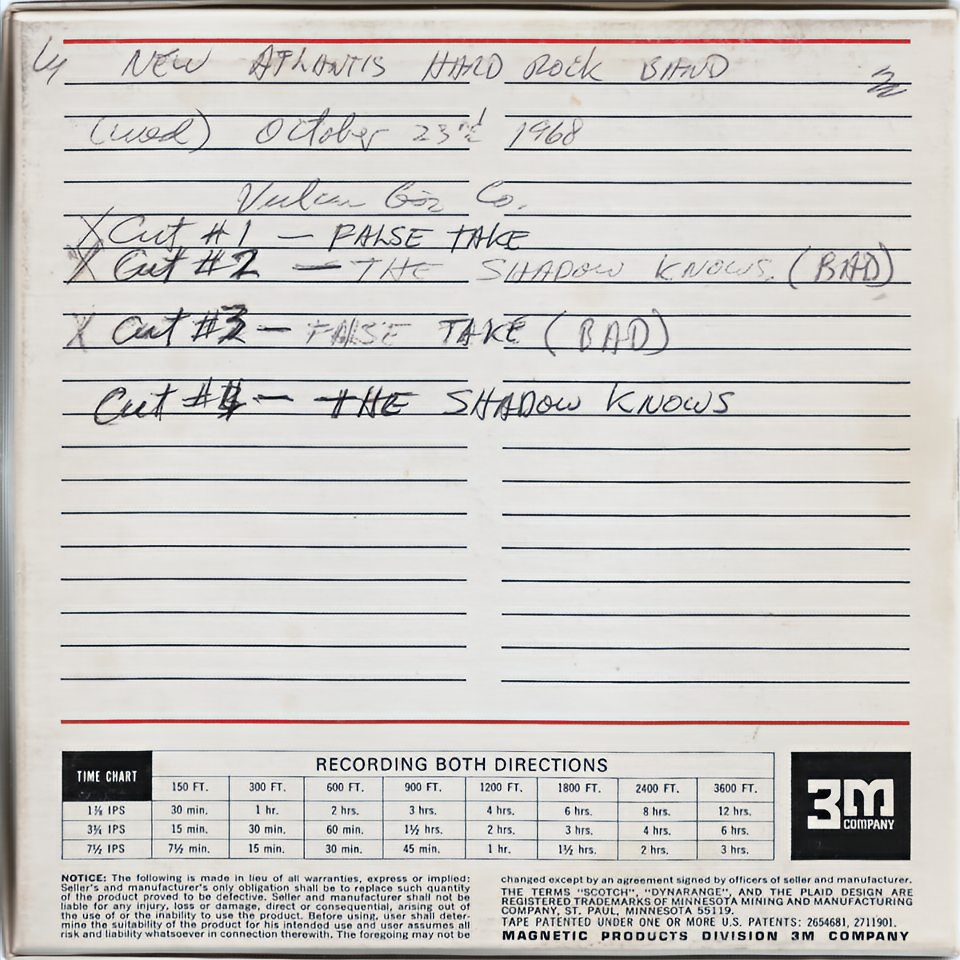 NEW ATLANTIS HARD ROCK BAND
(wed) October 23rd 1968
Vulcan Gas Co.
X Cut #1 — FALSE TAKE
X Cut #2 — THE SHADOW KNOWS. (BAD)
X Cut #3 — FALSE TAKE (BAD)
Cut #4 — THE SHADOW KNOWS
TIME CHART
RECORDING BOTH DIRECTIONS
150 FT. 300 FT. 600 FT. 900 FT. 1200 FT. 1800 FT. 2400 FT. 3600 FT.
1⅞ IPS 30 min. 1 hr. 2 hrs. 3 hrs. 4 hrs. 6 hrs. 8 hrs. 12 hrs.
3¾ IPS 15 min. 30 min. 60 min. 1½ hrs. 2 hrs. 3 hrs. 4 hrs. 6 hrs.
7½ IPS 7½ min. 15 min. 30 min. 45 min. 1 hr. 1½ hrs. 2 hrs. 3 hrs.
3M
COMPANY
NOTICE: The following is made in lieu of all warranties, express or implied:
Seller's and manufacturer's only obligation shall be to replace such quantity
of the product proved to be defective. Seller and manufacturer shall not be
liable for any injury, loss or damage, direct or consequential, arising out of
the use of or the inability to use the product. Before using, user shall deter-
mine the suitability of the product for his intended use and user assumes all
risk and liability whatsoever in connection therewith. The foregoing may not be
changed except by an agreement signed by officers of seller and manufacturer.
THE TERMS "SCOTCH", "DYNARANGE", AND THE PLAID DESIGN ARE
REGISTERED TRADEMARKS OF MINNESOTA MINING AND MANUFACTURING
COMPANY, ST. PAUL, MINNESOTA 55119.
TAPE PATENTED UNDER ONE OR MORE U.S. PATENTS: 2654681, 2711901.
MAGNETIC PRODUCTS DIVISION 3M COMPANY